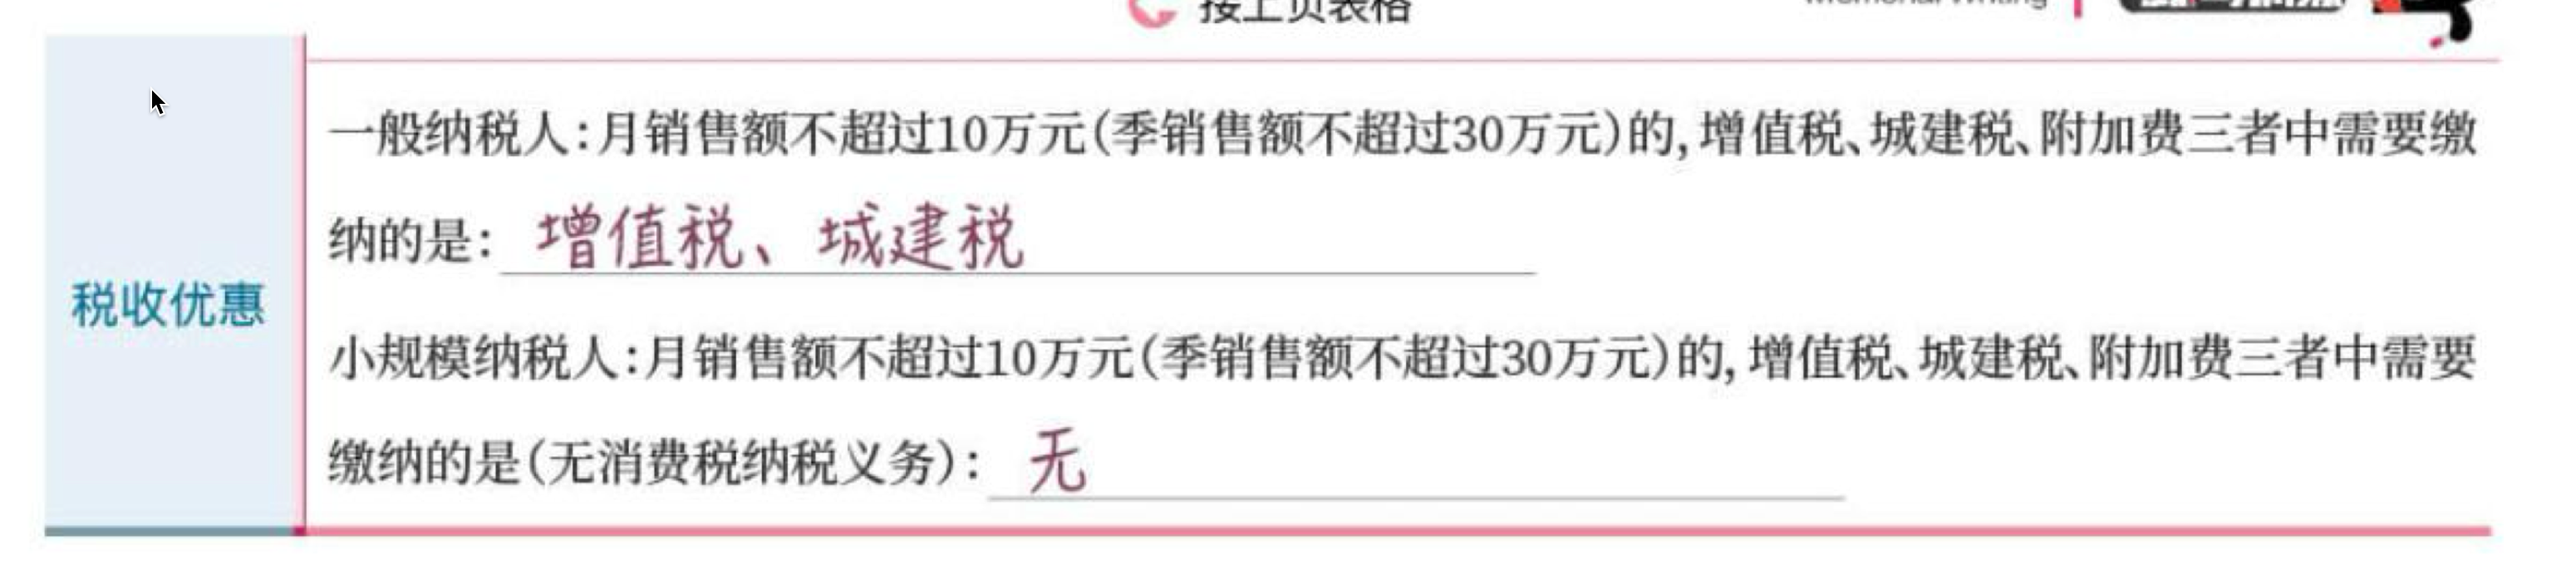 接上页表格
一般纳税人:月销售额不超过10万元(季销售额不超过30万元)的,增值税、城建税、附加费三者中需要缴
纳的是: 增值税、城建税
税收优惠
小规模纳税人:月销售额不超过10万元(季销售额不超过30万元)的,增值税、城建税、附加费三者中需要
缴纳的是(无消费税纳税义务): 无